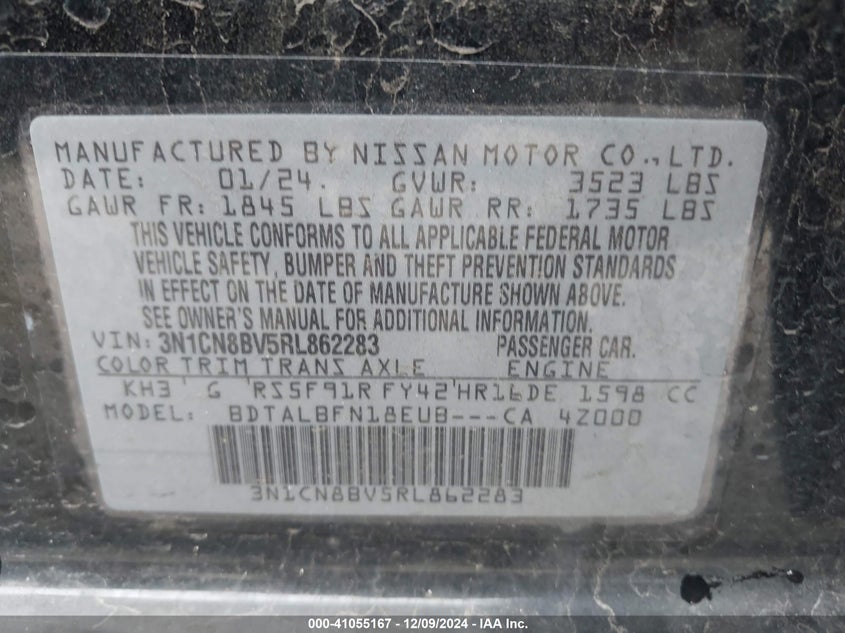 MANUFACTURED BY NISSAN MOTOR CO.,LTD.
DATE: 01/24. GVWR: 3523 LBS
GAWR FR: 1845 LBS GAWR RR: 1735 LBS
THIS VEHICLE CONFORMS TO ALL APPLICABLE FEDERAL MOTOR
VEHICLE SAFETY, BUMPER AND THEFT PREVENTION STANDARDS
IN EFFECT ON THE DATE OF MANUFACTURE SHOWN ABOVE.
SEE OWNER'S MANUAL FOR ADDITIONAL INFORMATION.
VIN: 3N1CN8BV5RL862283 PASSENGER CAR.
COLOR TRIM TRANS AXLE ENGINE
KH3 G RS5F91R FY42 HR16DE 1598 CC
MODEL: BDTALBFN18EUB---CA 4Z000
3N1CN8BV5RL862283
000-41055167 - 12/09/2024 - IAA Inc.